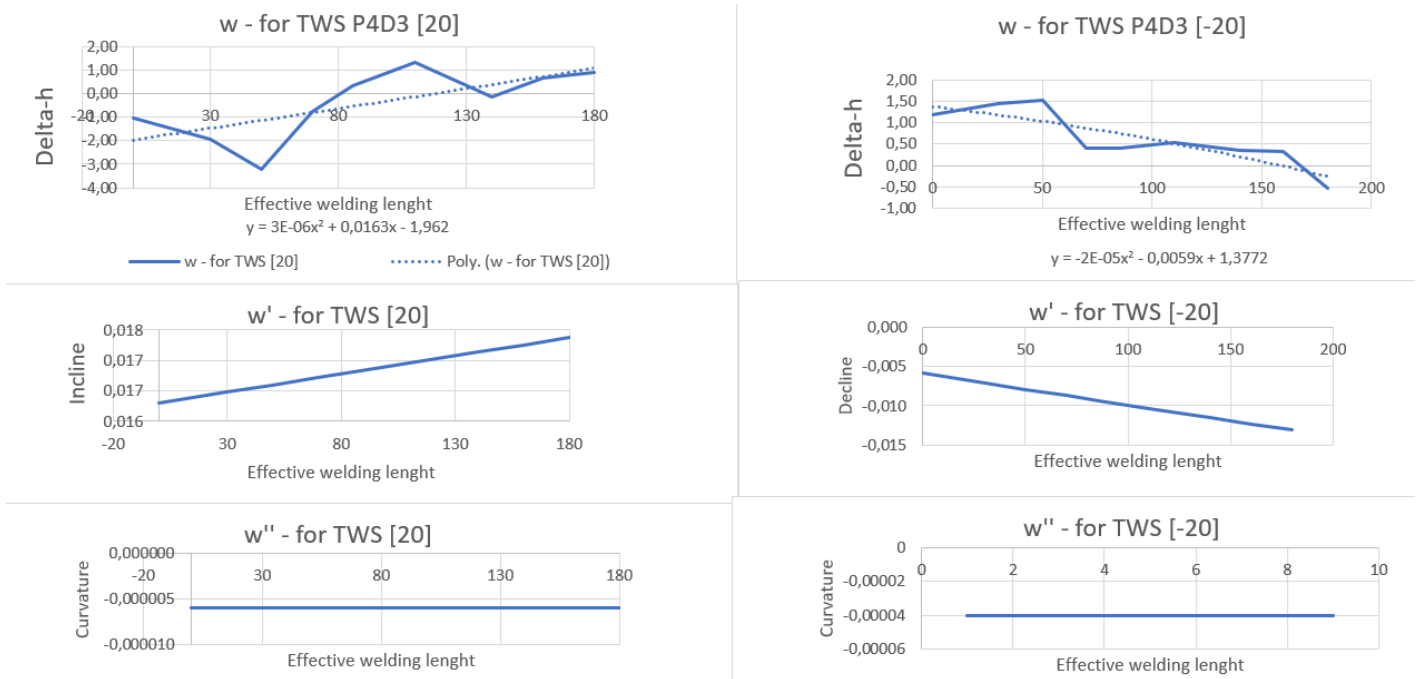 w - for TWS P4D3 [20]
2,00
1,00
0,00
-1,00
-2,00
-3,00
-4,00
-20
30
80
130
180
Delta-h
Effective welding lenght
y = 3E-06x² + 0,0163x - 1,962
w - for TWS [20]
Poly. (w - for TWS [20])
w - for TWS P4D3 [-20]
2,00
1,50
1,00
0,50
0,00
-0,50
-1,00
0
50
100
150
200
Delta-h
Effective welding lenght
y = -2E-05x² - 0,0059x + 1,3772
w' - for TWS [20]
0,018
0,017
0,017
0,016
-20
30
80
130
180
Incline
Effective welding lenght
w' - for TWS [-20]
0,000
-0,005
-0,010
-0,015
0
50
100
150
200
Decline
Effective welding lenght
w'' - for TWS [20]
0,000000
-0,000005
-0,000010
-20
30
80
130
180
Curvature
Effective welding lenght
w'' - for TWS [-20]
0
-0,00002
-0,00004
-0,00006
0
2
4
6
8
10
Curvature
Effective welding lenght